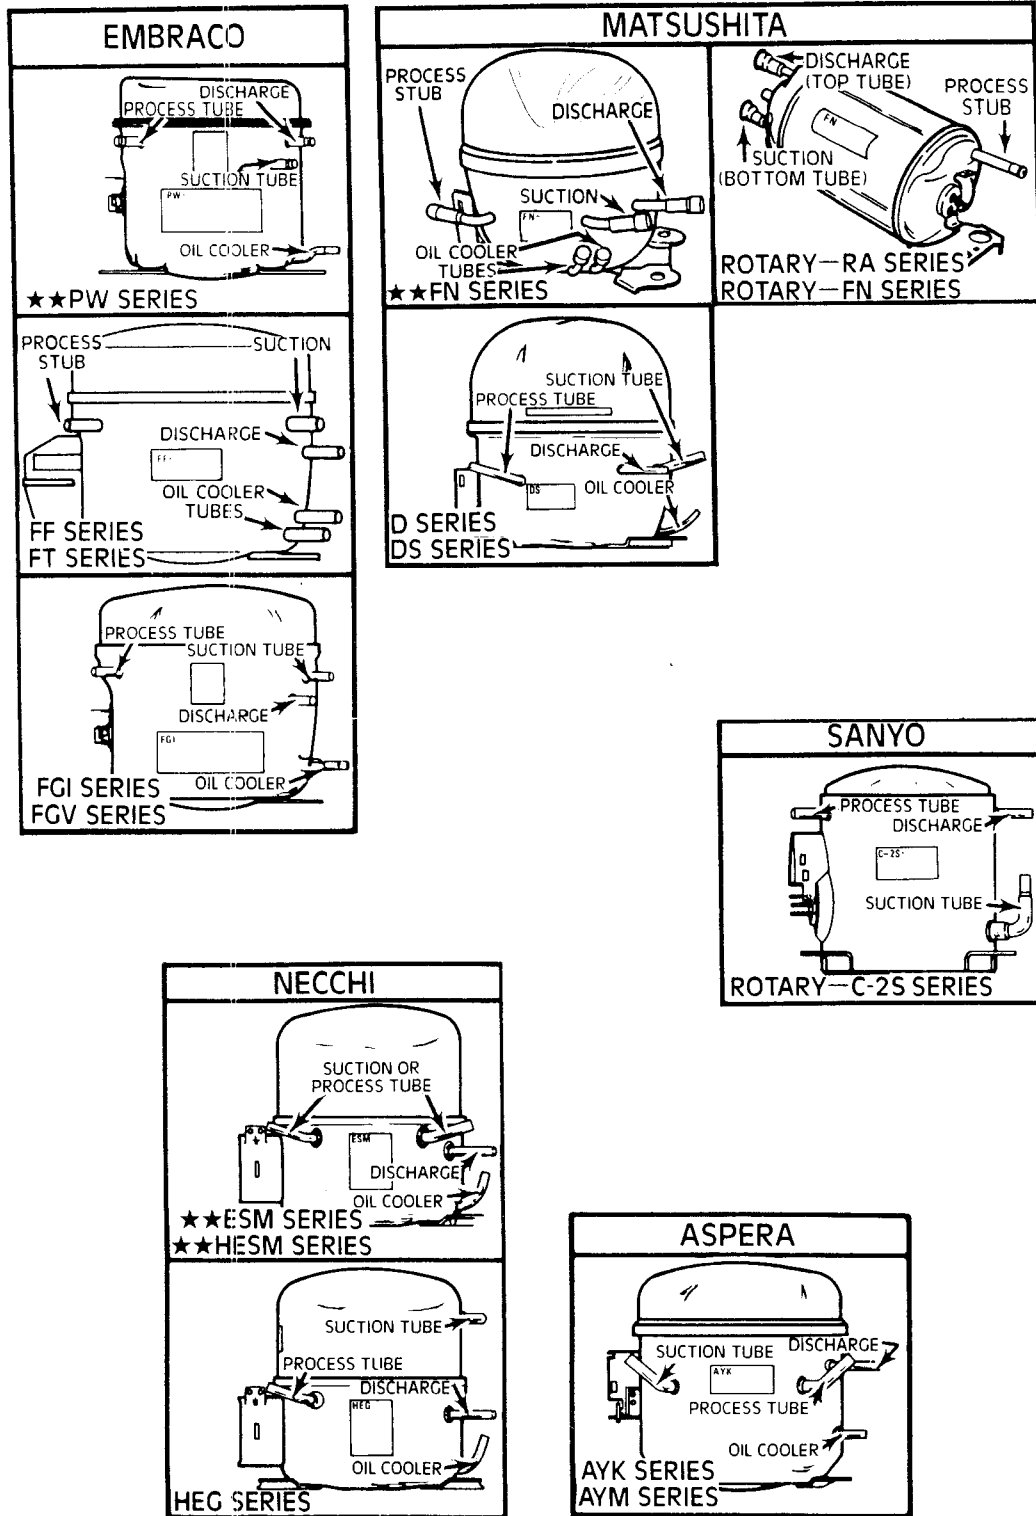 EMBRACO
DISCHARGE
PROCESS TUBE
SUCTION TUBE
PW-
OIL COOLER
★★PW SERIES
PROCESS
STUB
SUCTION
DISCHARGE
FF-
OIL COOLER
TUBES
FF SERIES
FT SERIES
PROCESS TUBE
SUCTION TUBE
DISCHARGE
FGI
OIL COOLER
FGI SERIES
FGV SERIES
MATSUSHITA
PROCESS
STUB
DISCHARGE
SUCTION
FN-
OIL COOLER
TUBES
★★FN SERIES
DISCHARGE
(TOP TUBE)
PROCESS
STUB
FN
SUCTION
(BOTTOM TUBE)
ROTARY—RA SERIES
ROTARY—FN SERIES
SUCTION TUBE
PROCESS TUBE
DISCHARGE
OIL COOLER
DS
D SERIES
DS SERIES
SANYO
PROCESS TUBE
DISCHARGE
C-2S-
SUCTION TUBE
ROTARY—C-2S SERIES
NECCHI
SUCTION OR
PROCESS TUBE
ESM
DISCHARGE
OIL COOLER
★★ESM SERIES
★★HESM SERIES
SUCTION TUBE
PROCESS TUBE
DISCHARGE
HEG
OIL COOLER
HEG SERIES
ASPERA
DISCHARGE
SUCTION TUBE
AYK
PROCESS TUBE
OIL COOLER
AYK SERIES
AYM SERIES